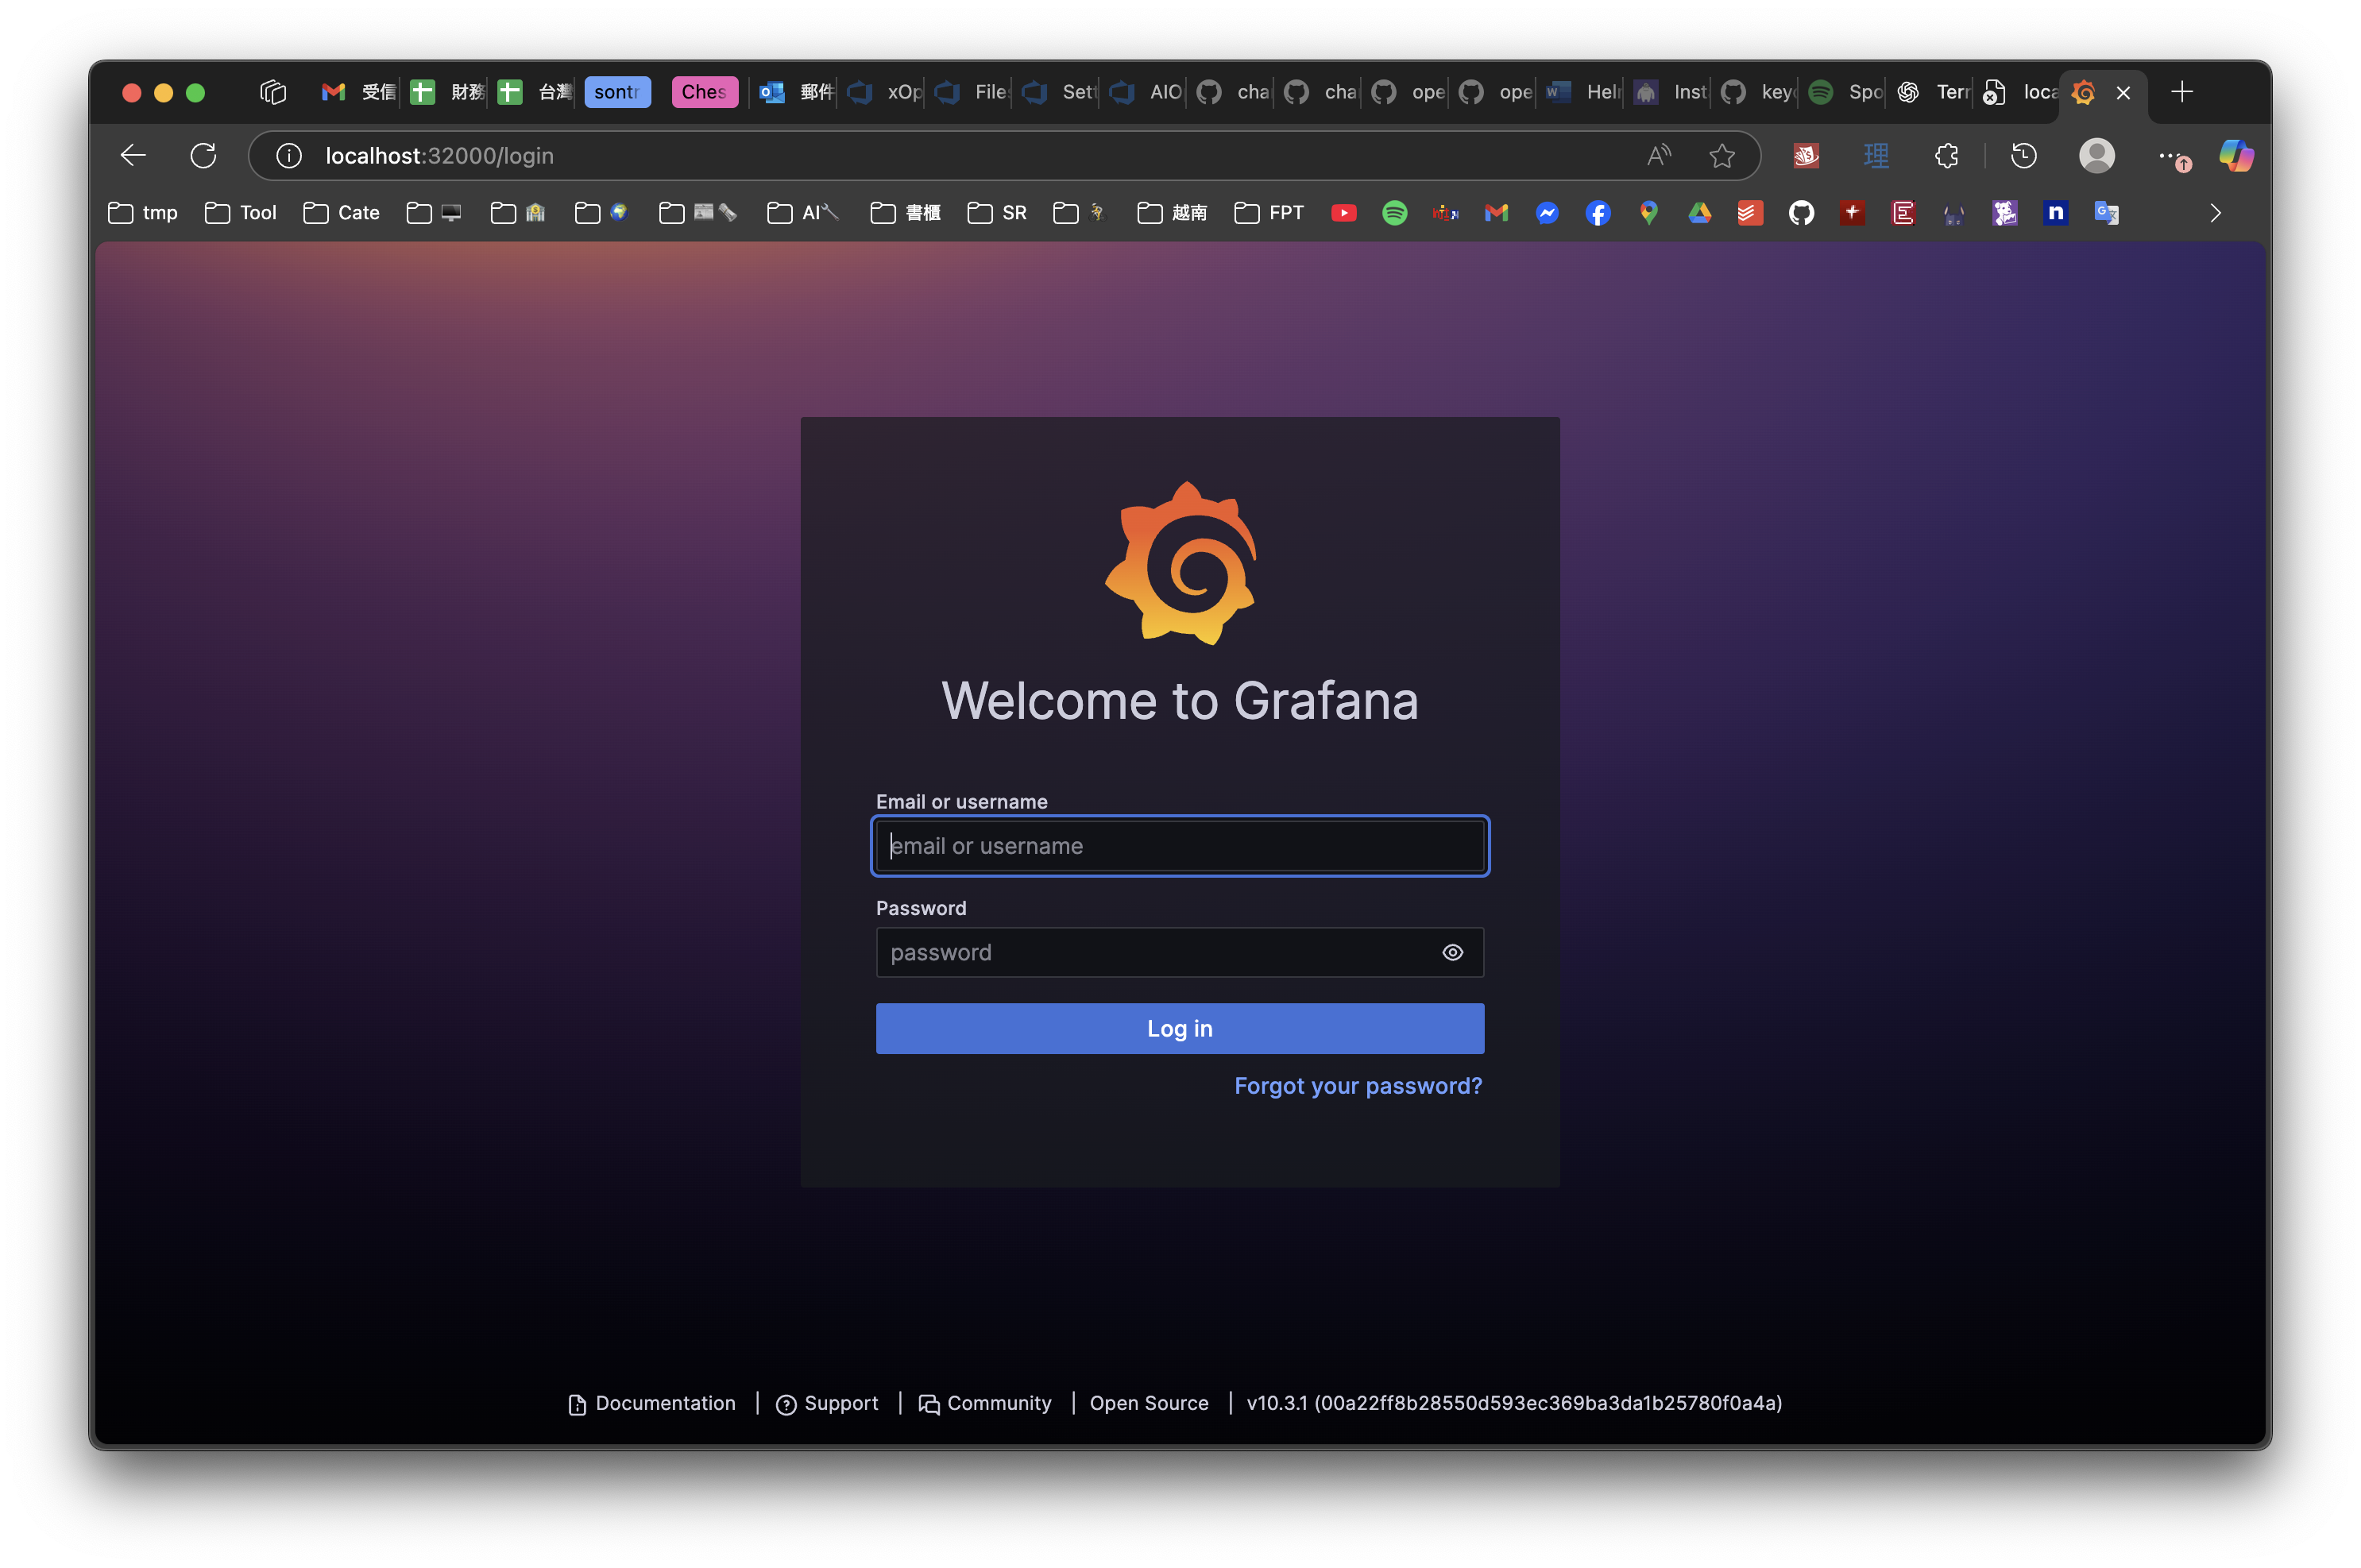 受信 財務 台灣 sontr Ches 郵件 xOp File Sett AIO cha cha ope ope Helr Inst key Spo Terr loca
localhost:32000/login
tmp Tool Cate AI 書櫃 SR 越南 FPT
Welcome to Grafana
Email or username
email or username
Password
password
Log in
Forgot your password?
Documentation | Support | Community | Open Source | v10.3.1 (00a22ff8b28550d593ec369ba3da1b25780f0a4a)